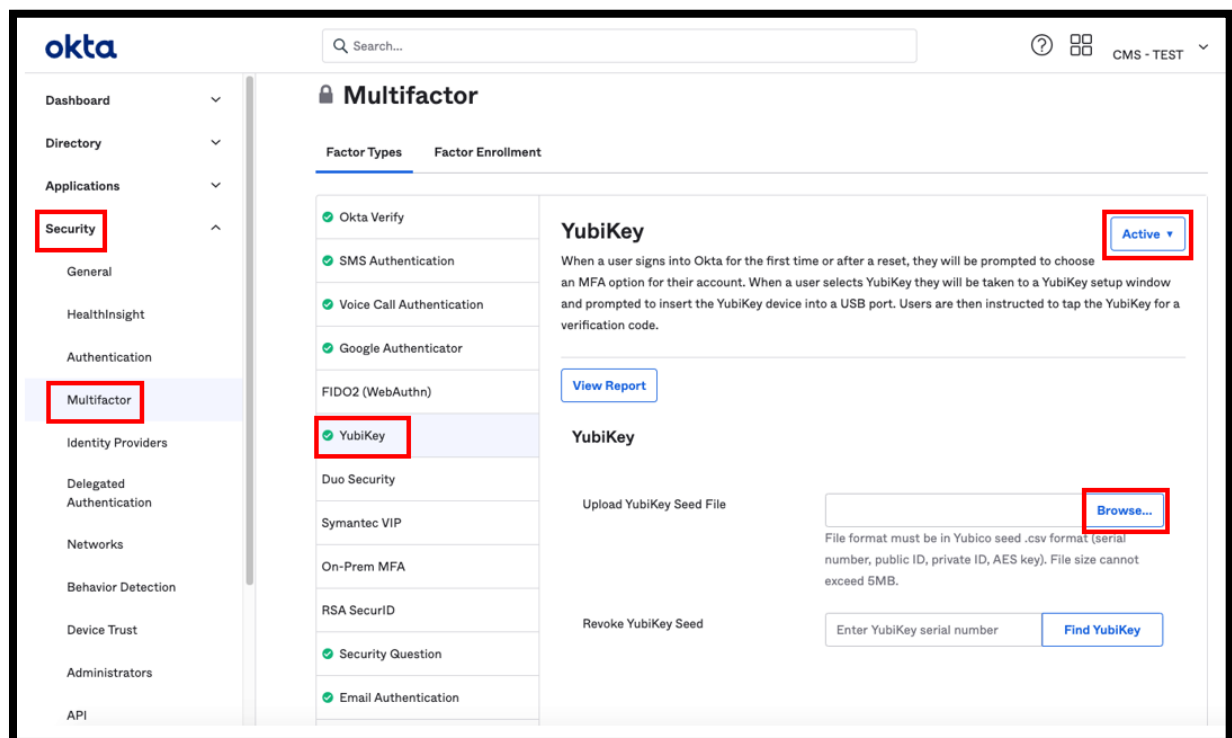 okta
Search...
CMS - TEST
Dashboard
Directory
Applications
Security
General
HealthInsight
Authentication
Multifactor
Identity Providers
Delegated
Authentication
Networks
Behavior Detection
Device Trust
Administrators
API
Multifactor
Factor Types
Factor Enrollment
Okta Verify
SMS Authentication
Voice Call Authentication
Google Authenticator
FIDO2 (WebAuthn)
YubiKey
Duo Security
Symantec VIP
On-Prem MFA
RSA SecurID
Security Question
Email Authentication
YubiKey
Active
When a user signs into Okta for the first time or after a reset, they will be prompted to choose
an MFA option for their account. When a user selects YubiKey they will be taken to a YubiKey setup window
and prompted to insert the YubiKey device into a USB port. Users are then instructed to tap the YubiKey for a
verification code.
View Report
YubiKey
Upload YubiKey Seed File
Browse...
File format must be in Yubico seed .csv format (serial
number, public ID, private ID, AES key). File size cannot
exceed 5MB.
Revoke YubiKey Seed
Enter YubiKey serial number
Find YubiKey